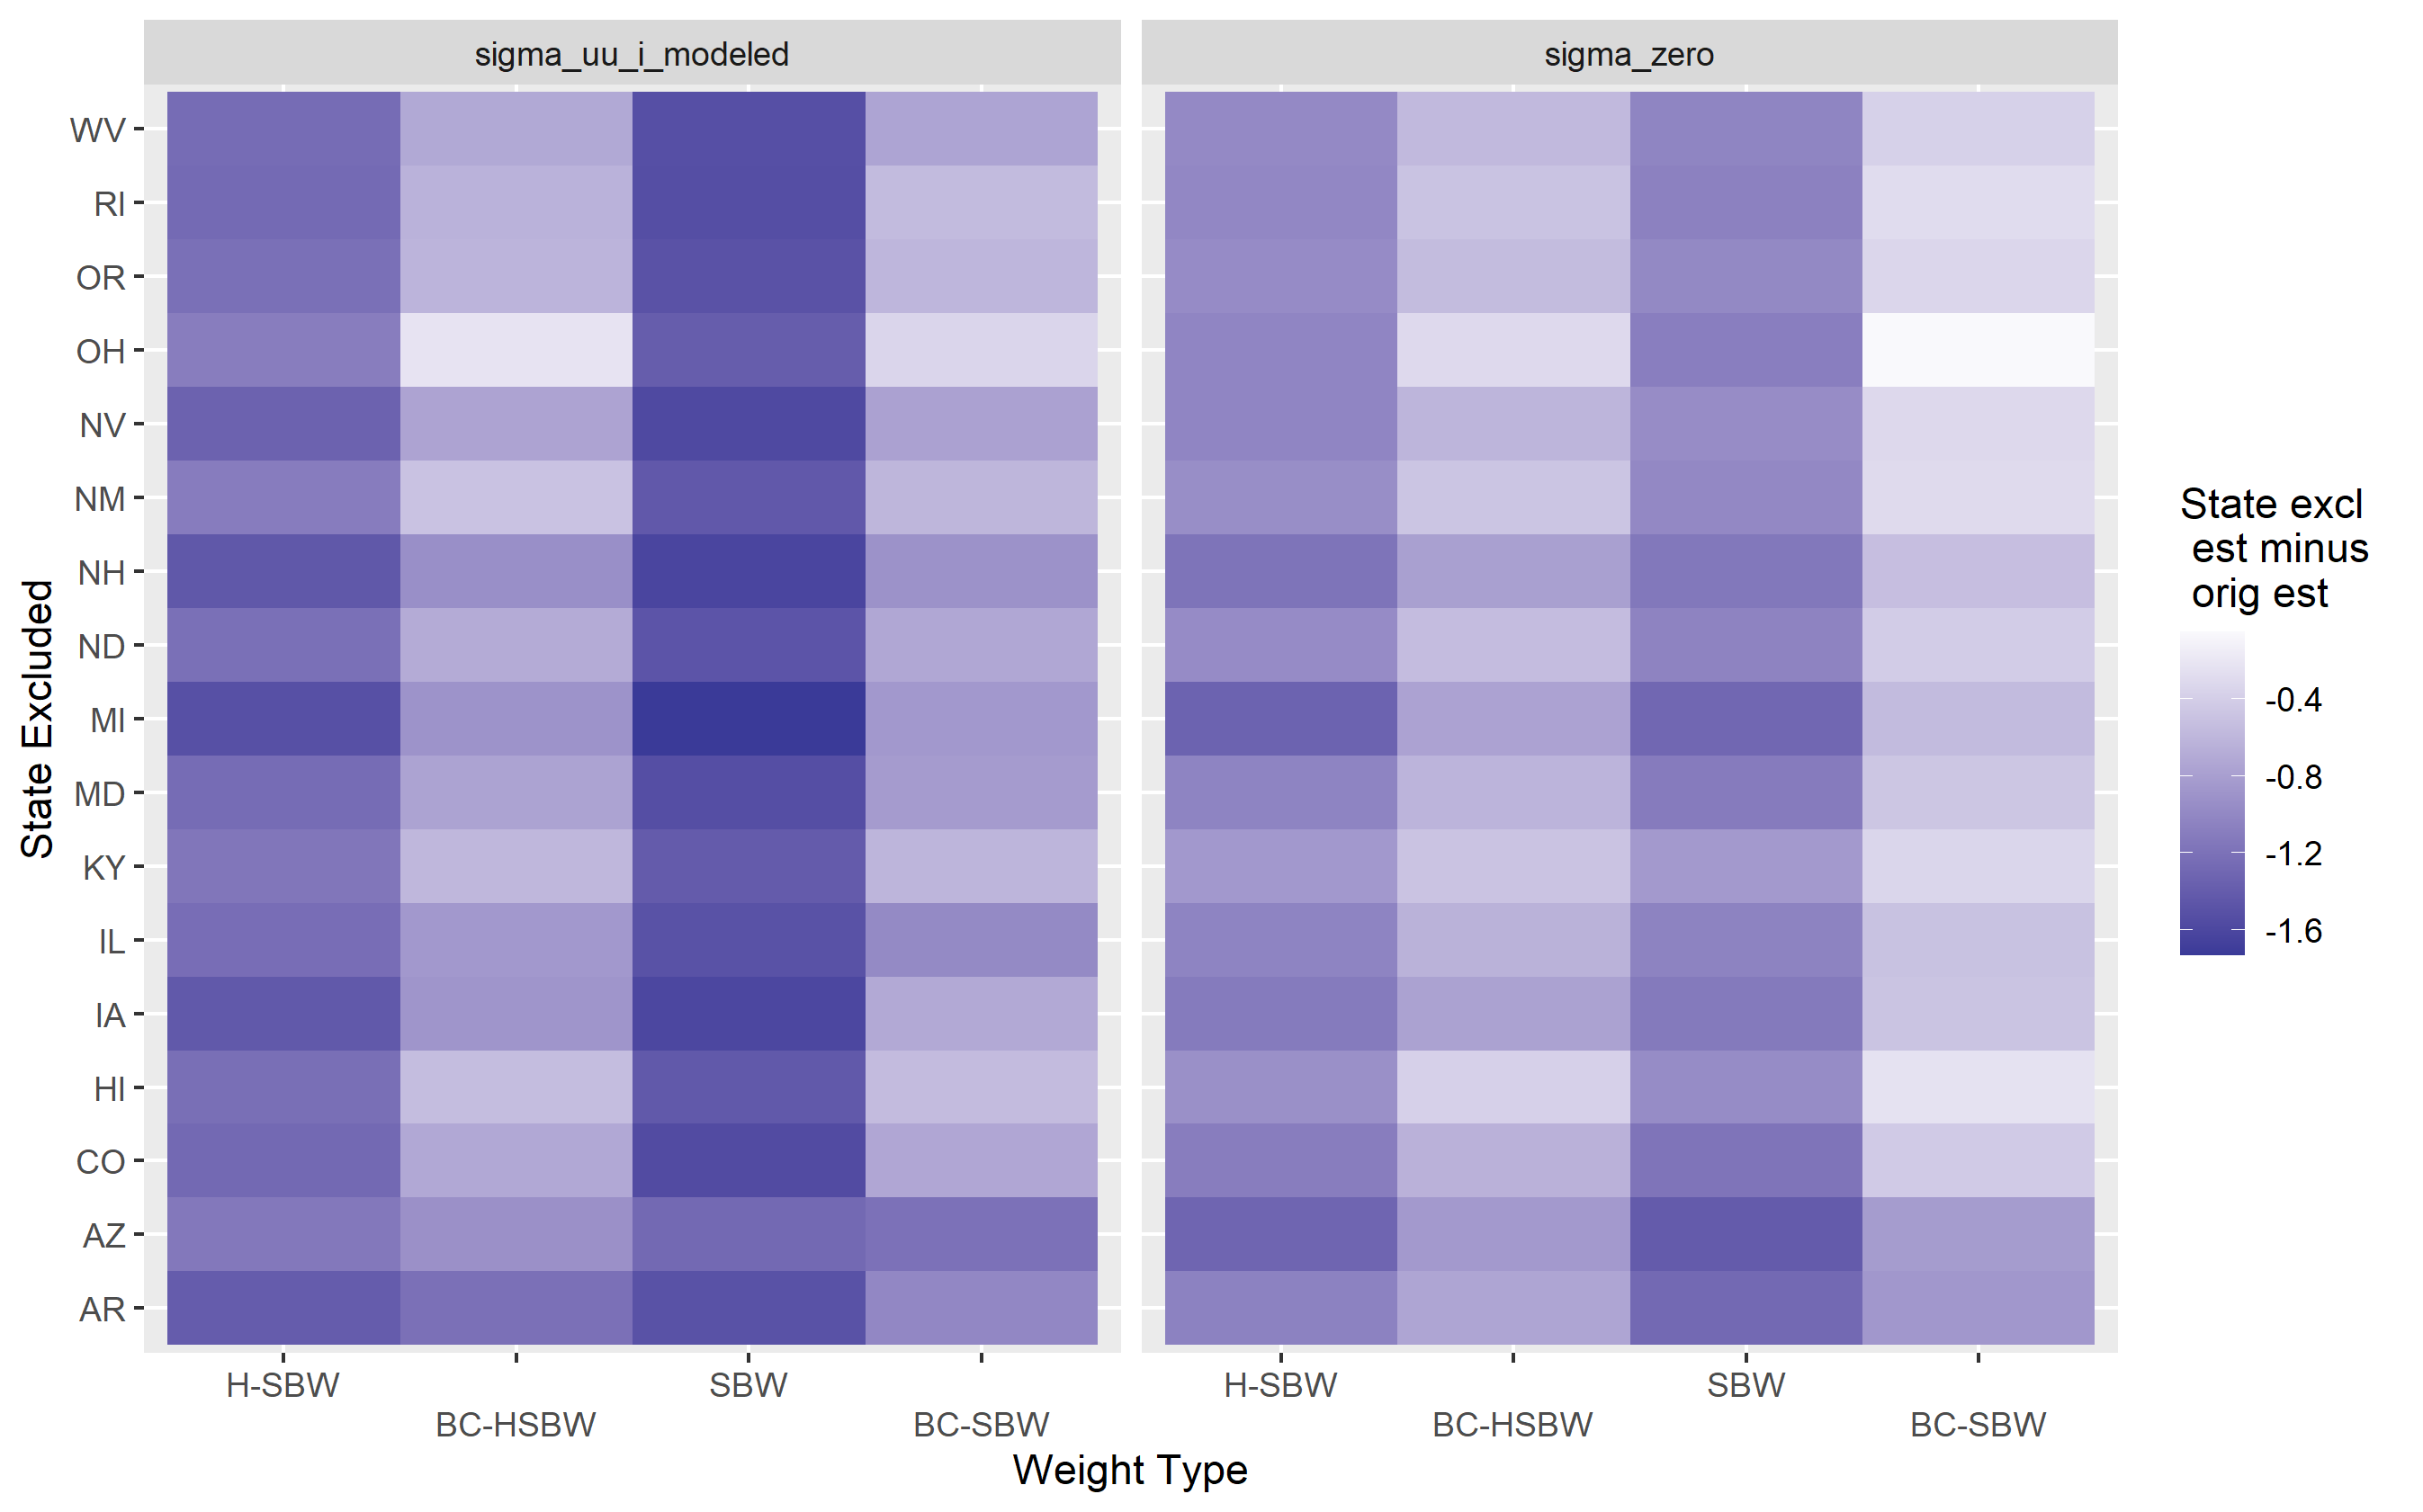 sigma_uu_i_modeled
sigma_zero
State Excluded
WV
RI
OR
OH
NV
NM
NH
ND
MI
MD
KY
IL
IA
HI
CO
AZ
AR
H-SBW
BC-HSBW
SBW
BC-SBW
H-SBW
BC-HSBW
SBW
BC-SBW
Weight Type
State excl
est minus
orig est
-0.4
-0.8
-1.2
-1.6